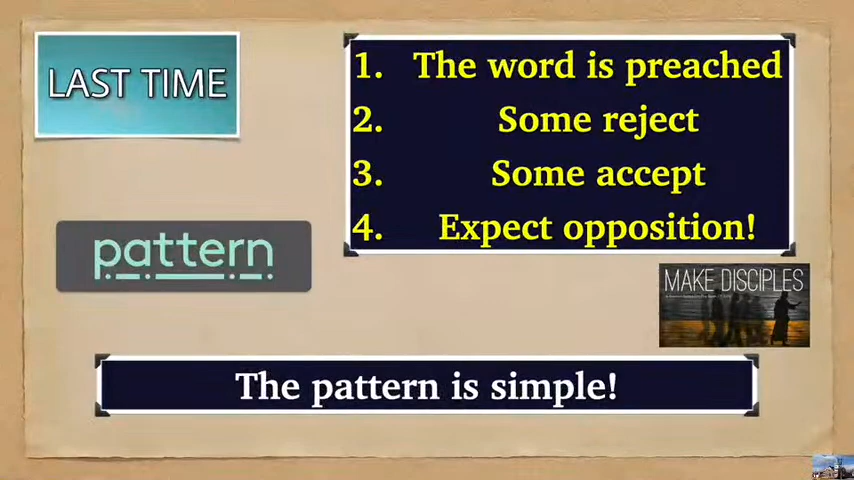 LAST TIME
1. The word is preached
2. Some reject
3. Some accept
4. Expect opposition!
pattern
MAKE DISCIPLES
The pattern is simple!